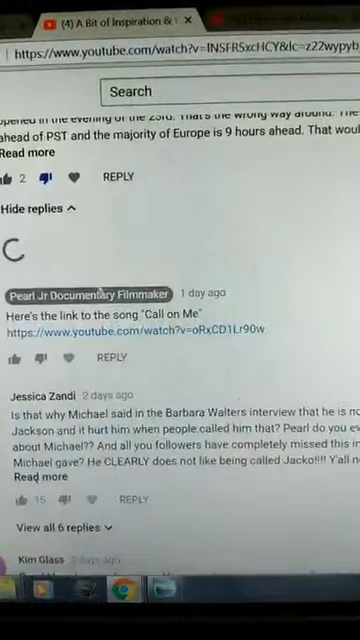 (4) A Bit of Inspiration &
https://www.youtube.com/watch?v=lNSFRSxcHCY&lc=z22wypyb
Search
opened in the evening of the 23rd. That's the wrong way around. The
ahead of PST and the majority of Europe is 9 hours ahead. That woul
Read more
2 REPLY
Hide replies
Pearl Jr Documentary Filmmaker 1 day ago
Here's the link to the song "Call on Me"
https://www.youtube.com/watch?v=oRxCD1Lr90w
REPLY
Jessica Zandi 2 days ago
Is that why Michael said in the Barbara Walters interview that he is no
Jackson and it hurt him when people called him that? Pearl do you ev
about Michael?? And all you followers have completely missed this in
Michael gave? He CLEARLY does not like being called Jacko!!!! Y'all n
Read more
15 REPLY
View all 6 replies
Kim Glass days ago